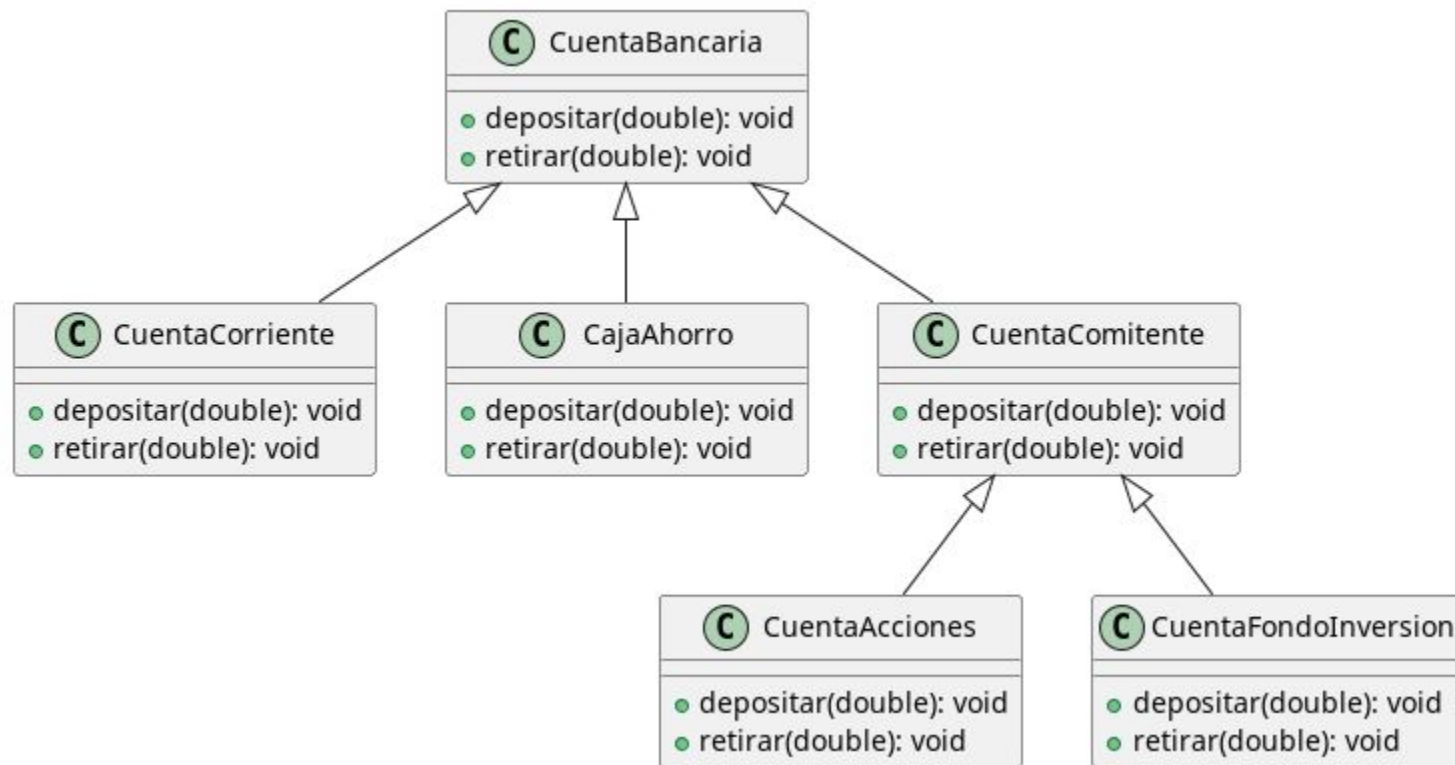 C CuentaBancaria
depositar(double): void
retirar(double): void
C CuentaCorriente
depositar(double): void
retirar(double): void
C CajaAhorro
depositar(double): void
retirar(double): void
C CuentaComitente
depositar(double): void
retirar(double): void
C CuentaAcciones
depositar(double): void
retirar(double): void
C CuentaFondoInversion
depositar(double): void
retirar(double): void